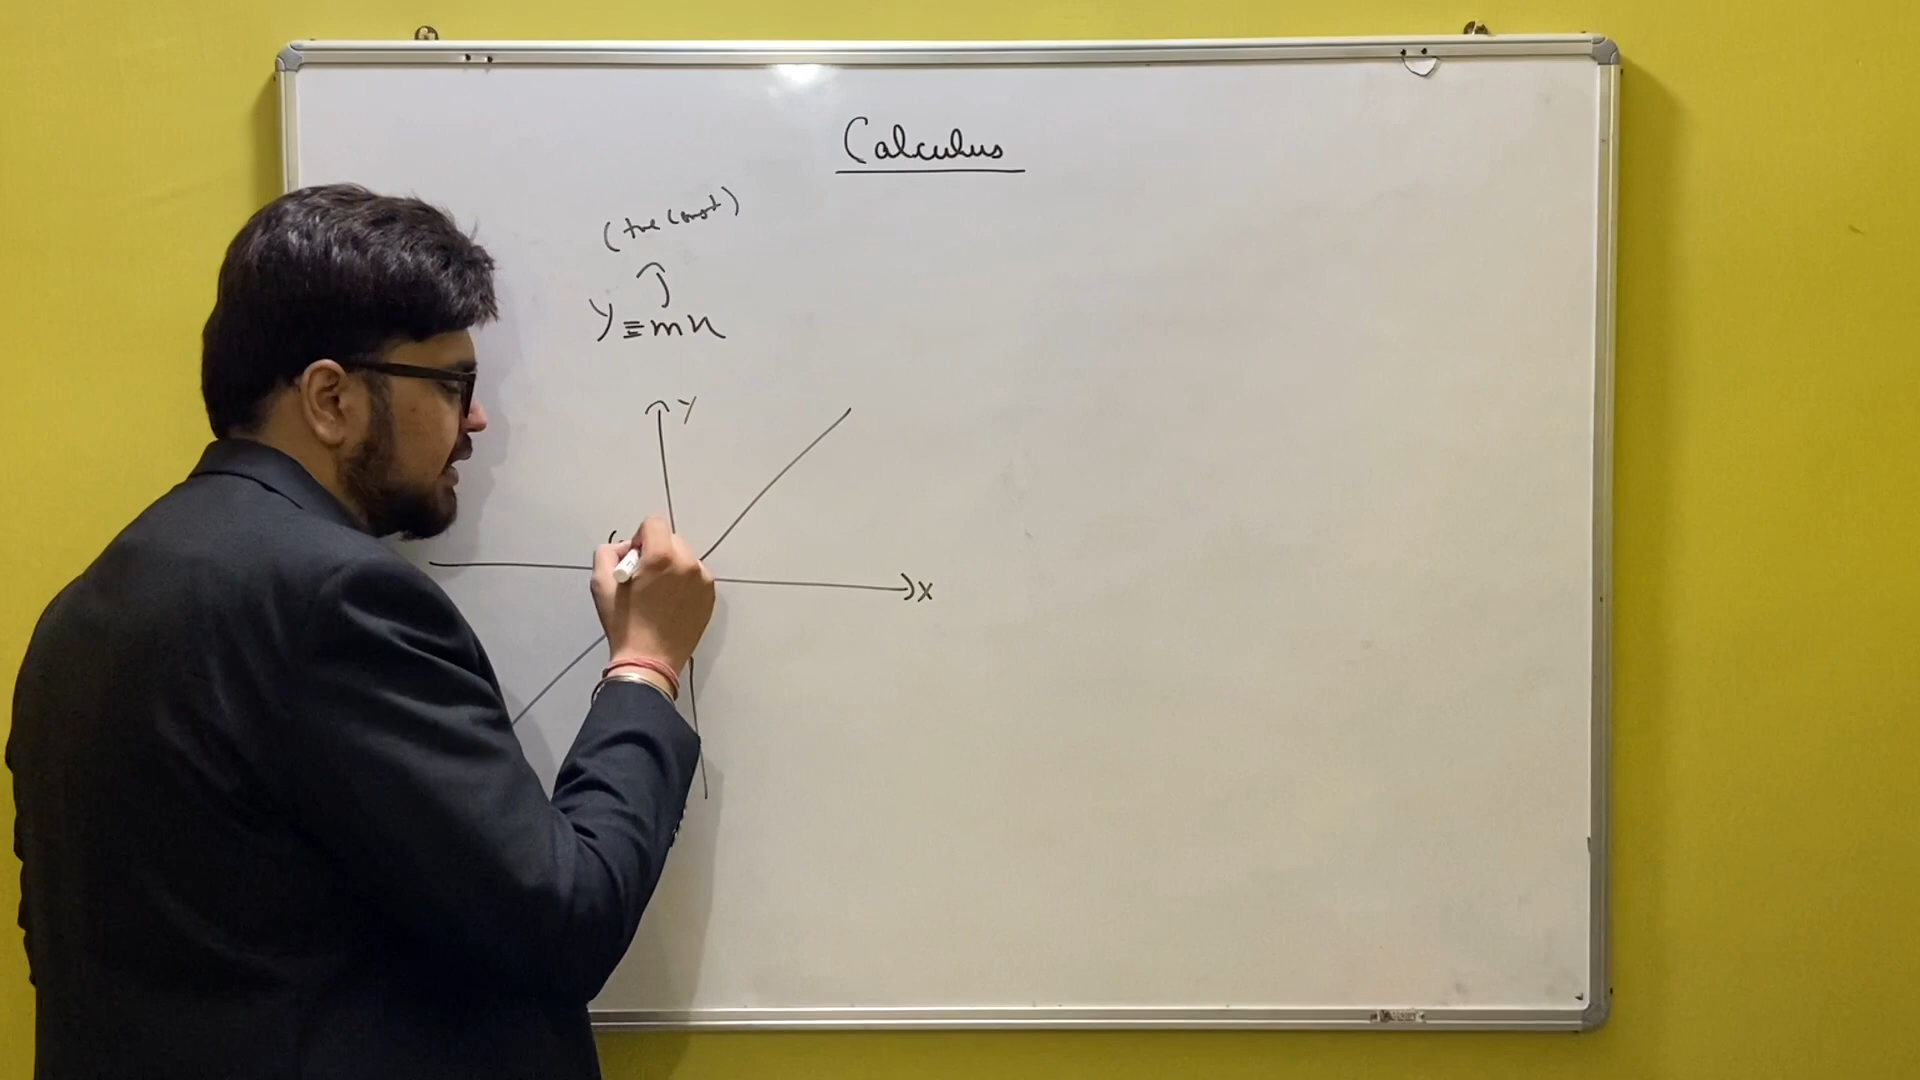 Calculus
(+ve Const)
y = mx
Y
(
X